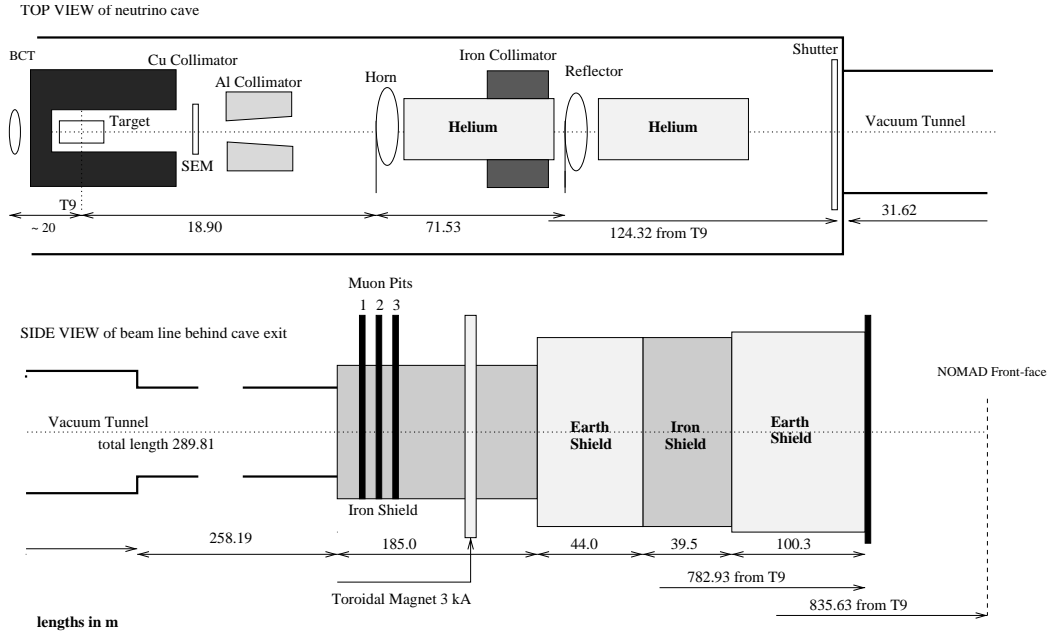 TOP VIEW of neutrino cave
BCT
Cu Collimator
Al Collimator
Horn
Iron Collimator
Reflector
Shutter
Target
Helium
Helium
Vacuum Tunnel
SEM
T9
~ 20
18.90
71.53
124.32 from T9
31.62
Muon Pits
1 2 3
SIDE VIEW of beam line behind cave exit
NOMAD Front-face
Vacuum Tunnel
total length 289.81
Earth
Shield
Iron
Shield
Earth
Shield
Iron Shield
258.19
185.0
44.0
39.5
100.3
782.93 from T9
Toroidal Magnet 3 kA
835.63 from T9
lengths in m